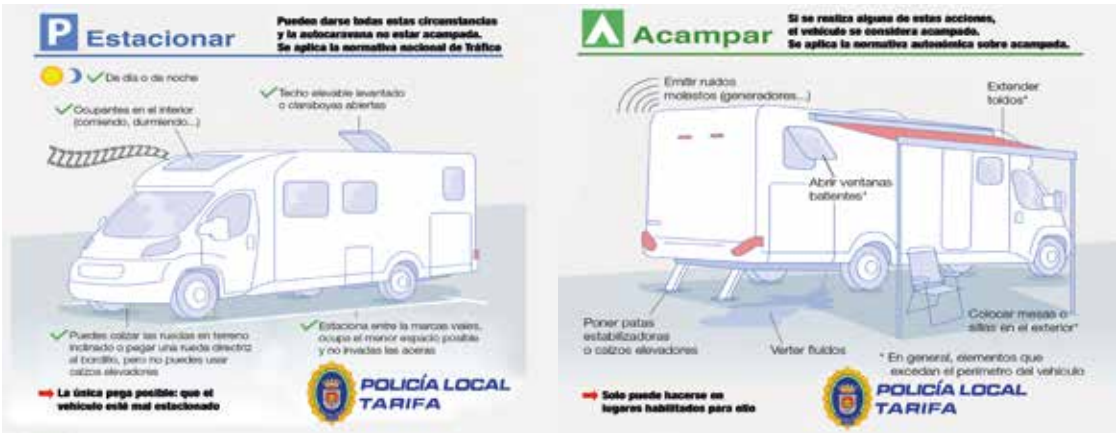 P Estacionar
Pueden darse todas estas circunstancias
y la autocaravana no estar acampada.
Se aplica la normativa nacional de Tráfico
De día o de noche
Ocupantes en el interior
(comiendo, durmiendo...)
Techo elevable levantado
o claraboyas abiertas
Puedes calzar las ruedas en terreno
inclinado o pegar una rueda directriz
al bordillo, pero no puedes usar
calzos elevadores
Estaciona entre la marcas viales,
ocupa el menor espacio posible
y no invadas las aceras
La única pega posible: que el
vehículo esté mal estacionado
POLICÍA LOCAL
TARIFA
Acampar
Si se realiza alguna de estas acciones,
el vehículo se considera acampado.
Se aplica la normativa autonómica sobre acampada.
Emitir ruidos
molestos (generadores...)
Extender
toldos*
Abrir ventanas
batientes*
Poner patas
estabilizadoras
o calzos elevadores
Verter fluidos
Colocar mesas o
sillas en el exterior*
* En general, elementos que
excedan el perímetro del vehículo
Solo puede hacerse en
lugares habilitados para ello
POLICÍA LOCAL
TARIFA